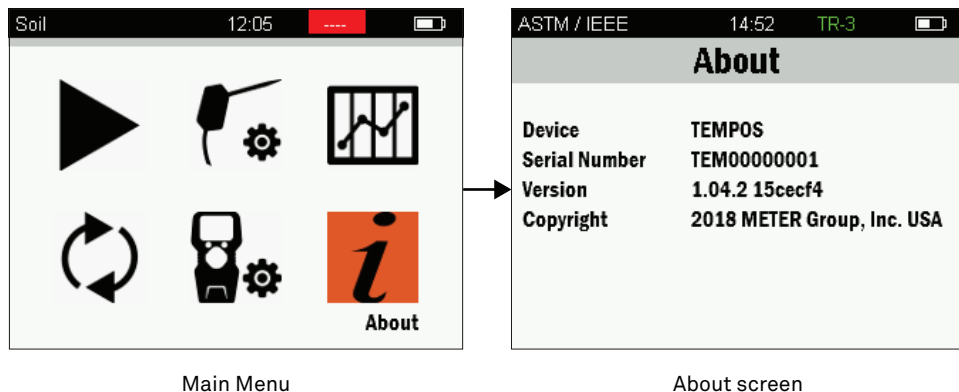 Soil 12:05 ----
About
Main Menu
ASTM / IEEE 14:52 TR-3
About
Device TEMPOS
Serial Number TEM00000001
Version 1.04.2 15cecf4
Copyright 2018 METER Group, Inc. USA
About screen